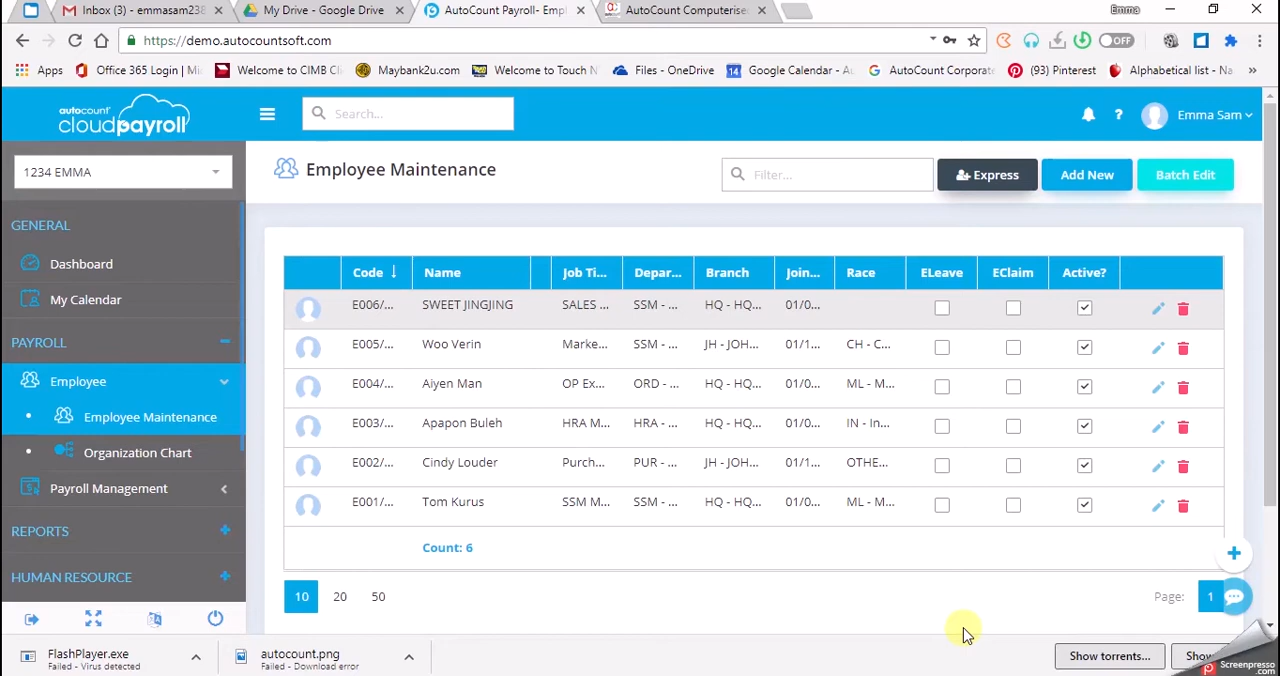 Inbox (3) - emmasam238
My Drive - Google Drive
AutoCount Payroll- Empl
AutoCount Computerise
Emma
https://demo.autocountsoft.com
OFF
Apps
Office 365 Login | Mi
Welcome to CIMB Cli
Maybank2u.com
Welcome to Touch N
Files - OneDrive
Google Calendar - Au
AutoCount Corporate
(93) Pinterest
Alphabetical list - Na
»
autocount
cloudpayroll
Search...
?
Emma Sam
1234 EMMA
Employee Maintenance
Filter...
Express
Add New
Batch Edit
GENERAL
Dashboard
My Calendar
PAYROLL
Employee
Employee Maintenance
Organization Chart
Payroll Management
REPORTS
HUMAN RESOURCE
Code ↓ Name Job Ti... Depar... Branch Join... Race ELeave EClaim Active?
E006/... SWEET JINGJING SALES ... SSM - ... HQ - HQ... 01/0...
E005/... Woo Verin Marke... SSM - ... JH - JOH... 01/1... CH - C...
E004/... Aiyen Man OP Ex... ORD - ... HQ - HQ... 01/0... ML - M...
E003/... Apapon Buleh HRA M... HRA - ... HQ - HQ... 01/0... IN - In...
E002/... Cindy Louder Purch... PUR - ... JH - JOH... 01/1... OTHE...
E001/... Tom Kurus SSM M... SSM - ... HQ - HQ... 01/0... ML - M...
Count: 6
10 20 50
Page: 1
FlashPlayer.exe
Failed - Virus detected
autocount.png
Failed - Download error
Show torrents...
Show
Screenpresso
.com